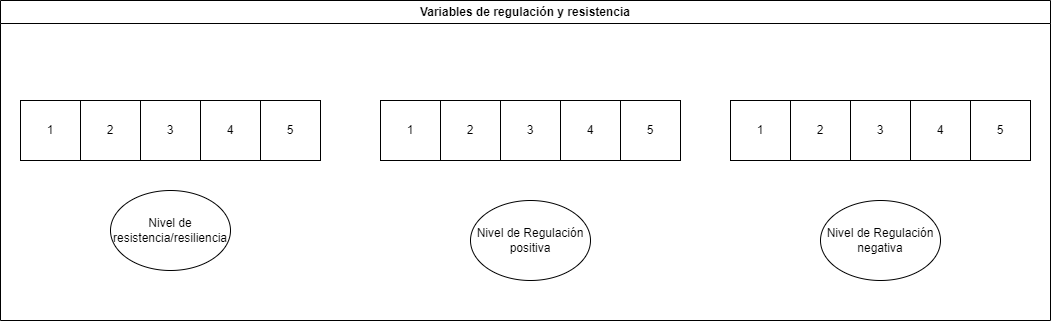 Variables de regulación y resistencia
1 2 3 4 5
1 2 3 4 5
1 2 3 4 5
Nivel de
resistencia/resiliencia
Nivel de Regulación
positiva
Nivel de Regulación
negativa